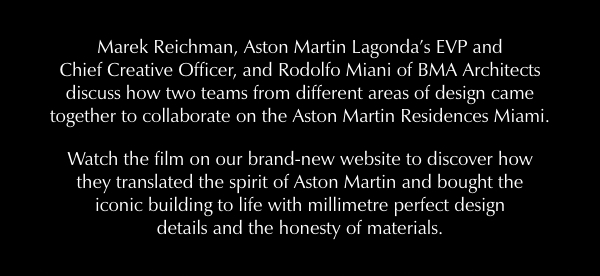 Marek Reichman, Aston Martin Lagonda’s EVP and
Chief Creative Officer, and Rodolfo Miani of BMA Architects
discuss how two teams from different areas of design came
together to collaborate on the Aston Martin Residences Miami.
Watch the film on our brand-new website to discover how
they translated the spirit of Aston Martin and bought the
iconic building to life with millimetre perfect design
details and the honesty of materials.